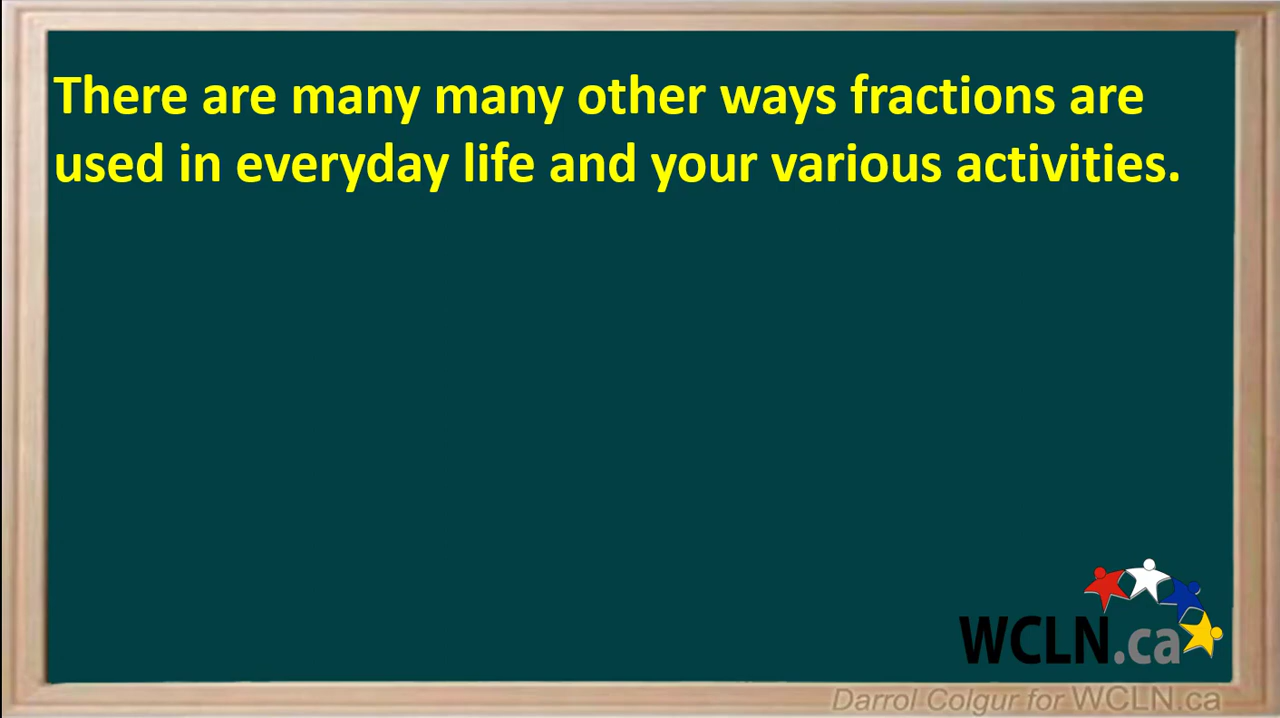 There are many many other ways fractions are
used in everyday life and your various activities.
WCLN.ca
Darrol Colgur for WCLN.ca